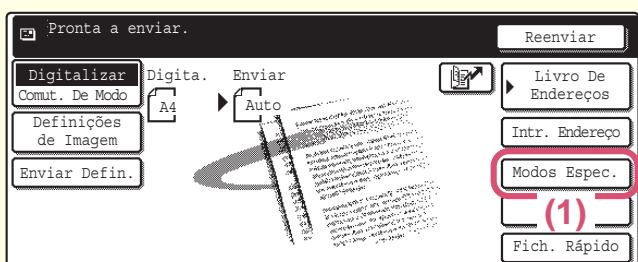 Pronta a enviar.
Reenviar
Digitalizar
Comut. De Modo
Digita.
Enviar
A4
Auto
Livro De
Endereços
Definições
de Imagem
Intr. Endereço
Enviar Defin.
Modos Espec.
(1)
Fich. Rápido